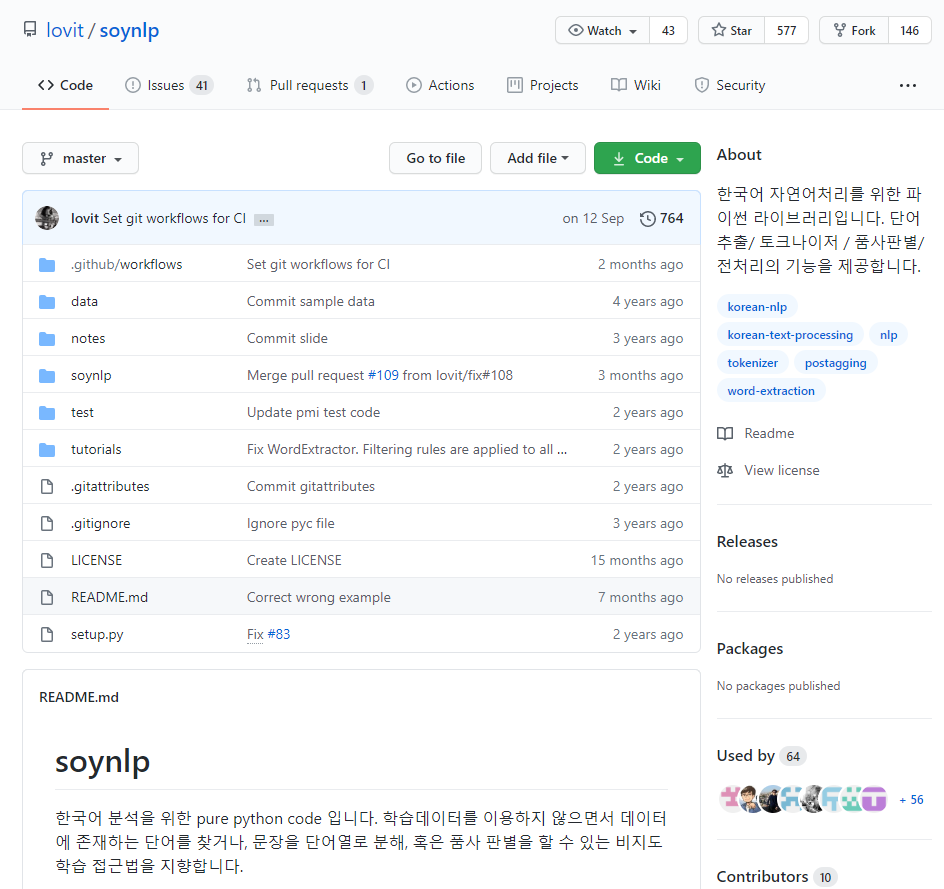 lovit / soynlp
Watch 43 Star 577 Fork 146
Code Issues 41 Pull requests 1 Actions Projects Wiki Security ...
master Go to file Add file Code
lovit Set git workflows for CI ... on 12 Sep 764
.github/workflows Set git workflows for CI 2 months ago
data Commit sample data 4 years ago
notes Commit slide 3 years ago
soynlp Merge pull request #109 from lovit/fix#108 3 months ago
test Update pmi test code 2 years ago
tutorials Fix WordExtractor. Filtering rules are applied to all ... 2 years ago
.gitattributes Commit gitattributes 2 years ago
.gitignore Ignore pyc file 3 years ago
LICENSE Create LICENSE 15 months ago
README.md Correct wrong example 7 months ago
setup.py Fix #83 2 years ago
README.md
soynlp
한국어 분석을 위한 pure python code 입니다. 학습데이터를 이용하지 않으면서 데이터
에 존재하는 단어를 찾거나, 문장을 단어열로 분해, 혹은 품사 판별을 할 수 있는 비지도
학습 접근법을 지향합니다.
About
한국어 자연어처리를 위한 파
이썬 라이브러리입니다. 단어
추출/ 토크나이저 / 품사판별/
전처리의 기능을 제공합니다.
korean-nlp
korean-text-processing nlp
tokenizer postagging
word-extraction
Readme
View license
Releases
No releases published
Packages
No packages published
Used by 64
+ 56
Contributors 10